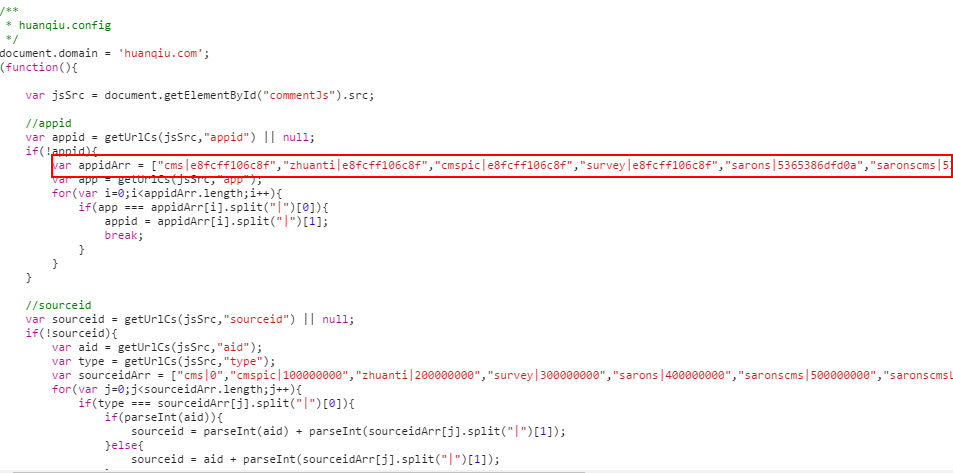 /**
 * huanqiu.config
 */
document.domain = 'huanqiu.com';
(function(){
    var jsSrc = document.getElementById("commentJs").src;
    //appid
    var appid = getUrlCs(jsSrc,"appid") || null;
    if(!appid){
        var appidArr = ["cms|e8fcff106c8f","zhuanti|e8fcff106c8f","cmspic|e8fcff106c8f","survey|e8fcff106c8f","sarons|5365386dfd0a","saronscms|5
        var app = getUrlCs(jsSrc,"app");
        for(var i=0;i<appidArr.length;i++){
            if(app === appidArr[i].split("|")[0]){
                appid = appidArr[i].split("|")[1];
                break;
            }
        }
    }
    //sourceid
    var sourceid = getUrlCs(jsSrc,"sourceid") || null;
    if(!sourceid){
        var aid = getUrlCs(jsSrc,"aid");
        var type = getUrlCs(jsSrc,"type");
        var sourceidArr = ["cms|0","cmspic|100000000","zhuanti|200000000","survey|300000000","sarons|400000000","saronscms|500000000","saronscms
        for(var j=0;j<sourceidArr.length;j++){
            if(type === sourceidArr[j].split("|")[0]){
                if(parseInt(aid)){
                    sourceid = parseInt(aid) + parseInt(sourceidArr[j].split("|")[1]);
                }else{
                    sourceid = aid + parseInt(sourceidArr[j].split("|")[1]);